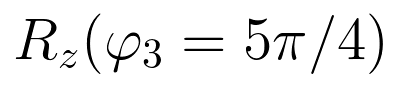 R_z(φ_3 = 5π/4)